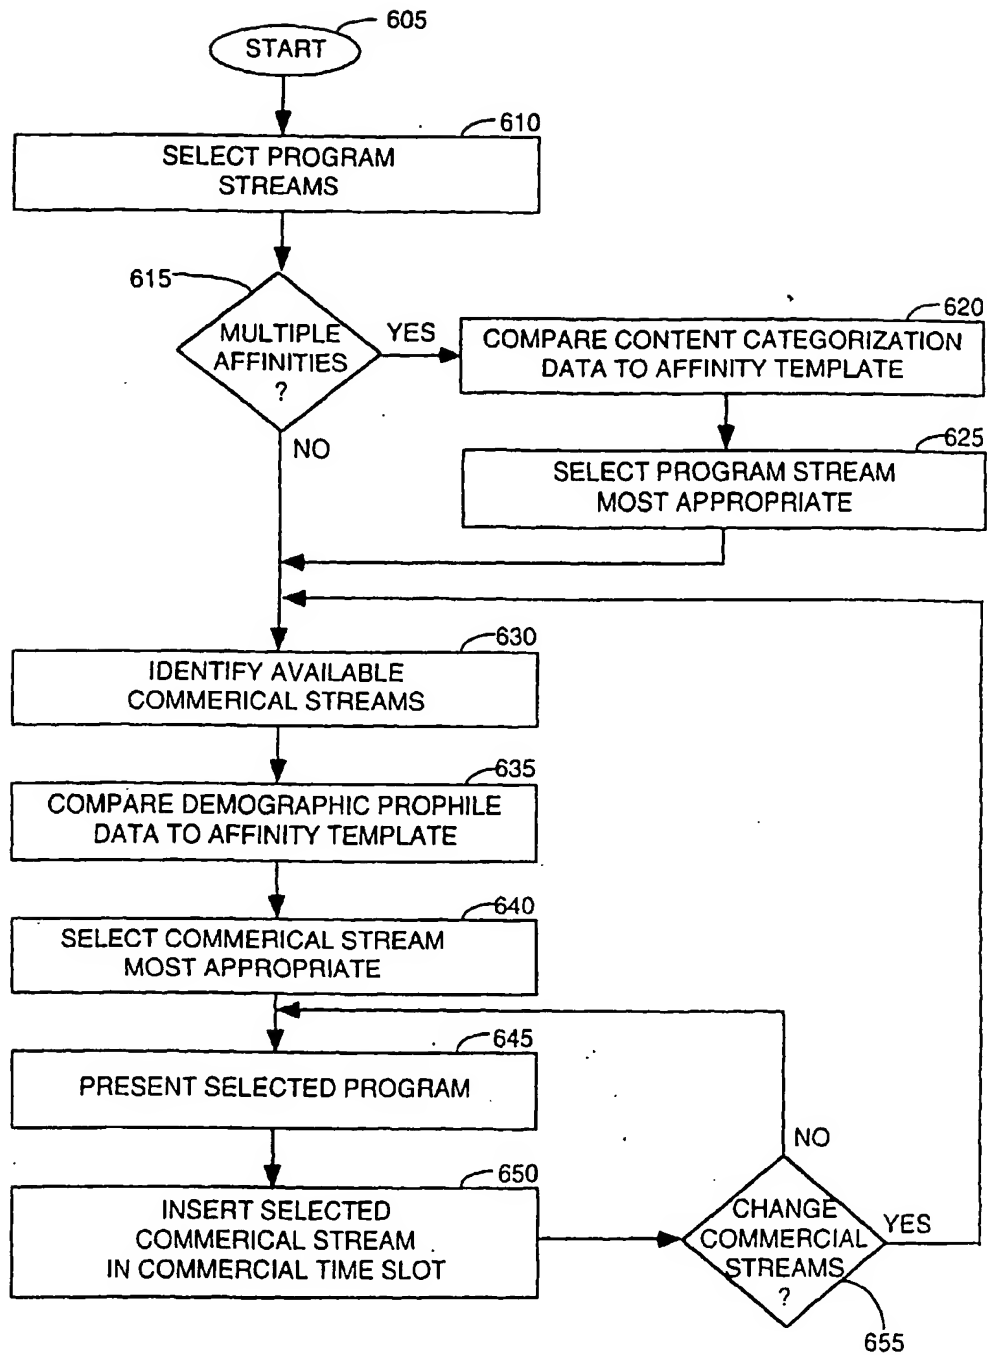 605
START
610
SELECT PROGRAM
STREAMS
615
MULTIPLE
AFFINITIES
?
YES
NO
620
COMPARE CONTENT CATEGORIZATION
DATA TO AFFINITY TEMPLATE
625
SELECT PROGRAM STREAM
MOST APPROPRIATE
630
IDENTIFY AVAILABLE
COMMERICAL STREAMS
635
COMPARE DEMOGRAPHIC PROPHILE
DATA TO AFFINITY TEMPLATE
640
SELECT COMMERICAL STREAM
MOST APPROPRIATE
645
PRESENT SELECTED PROGRAM
650
INSERT SELECTED
COMMERICAL STREAM
IN COMMERCIAL TIME SLOT
NO
CHANGE
COMMERCIAL
STREAMS
?
YES
655